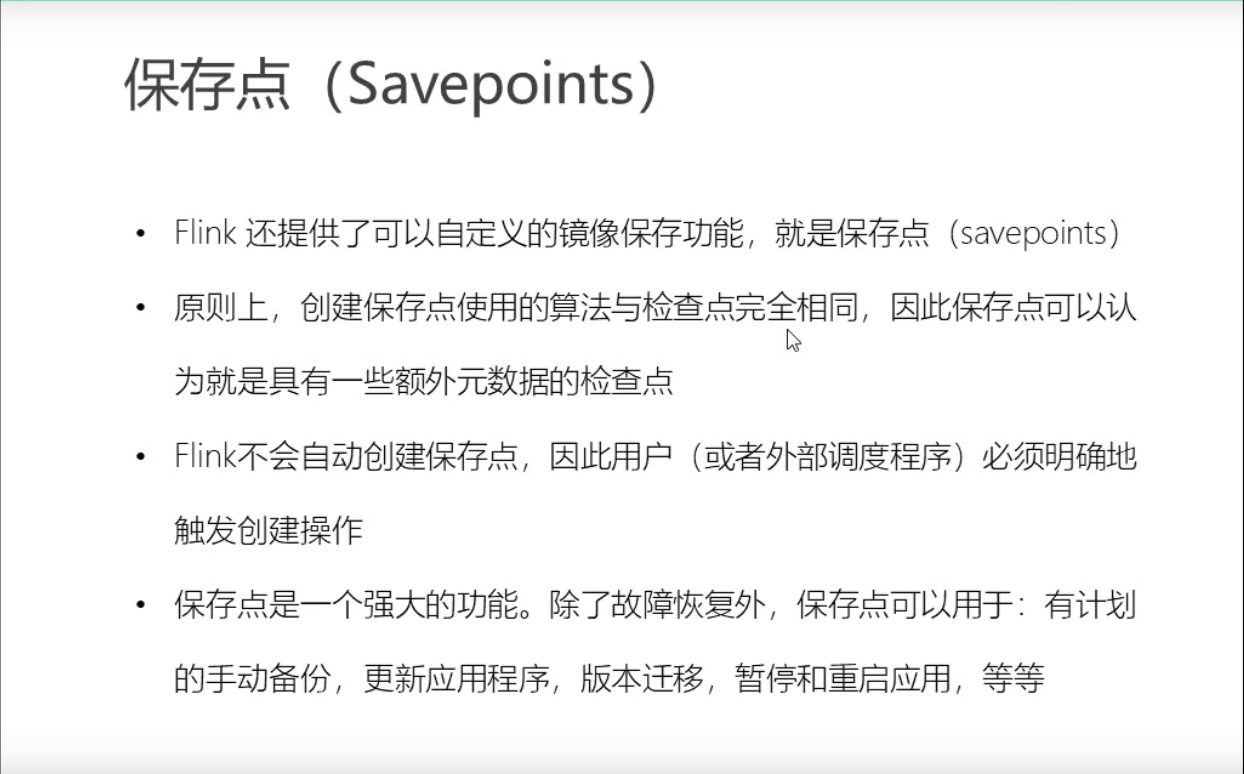 保存点（Savepoints）
• Flink 还提供了可以自定义的镜像保存功能，就是保存点（savepoints）
• 原则上，创建保存点使用的算法与检查点完全相同，因此保存点可以认
为就是具有一些额外元数据的检查点
• Flink不会自动创建保存点，因此用户（或者外部调度程序）必须明确地
触发创建操作
• 保存点是一个强大的功能。除了故障恢复外，保存点可以用于：有计划
的手动备份，更新应用程序，版本迁移，暂停和重启应用，等等